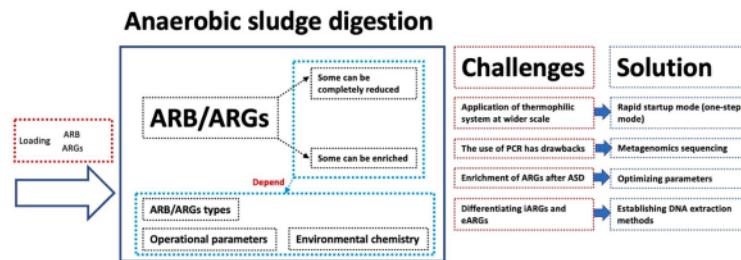 Anaerobic sludge digestion
Loading
ARB
ARGs
ARB/ARGs
Some can be
completely reduced
Some can be enriched
Depend
ARB/ARGs types
Operational parameters
Environmental chemistry
Challenges
Solution
Application of thermophilic
system at wider scale
Rapid startup mode (one-step
mode)
The use of PCR has drawbacks
Metagenomics sequencing
Enrichment of ARGs after ASD
Optimizing parameters
Differentiating iARGs and
eARGs
Establishing DNA extraction
methods